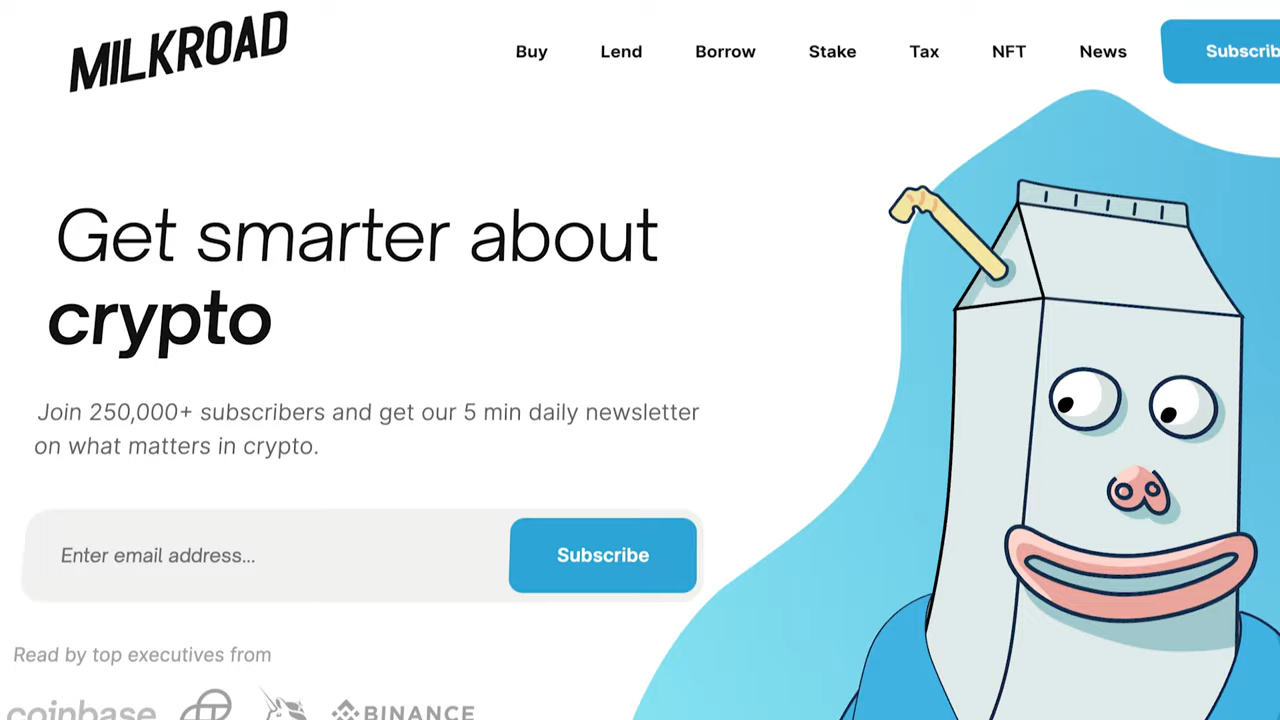 MILKROAD
Buy Lend Borrow Stake Tax NFT News Subscrib
Get smarter about
crypto
Join 250,000+ subscribers and get our 5 min daily newsletter
on what matters in crypto.
Enter email address... Subscribe
Read by top executives from
coinbase BINANCE